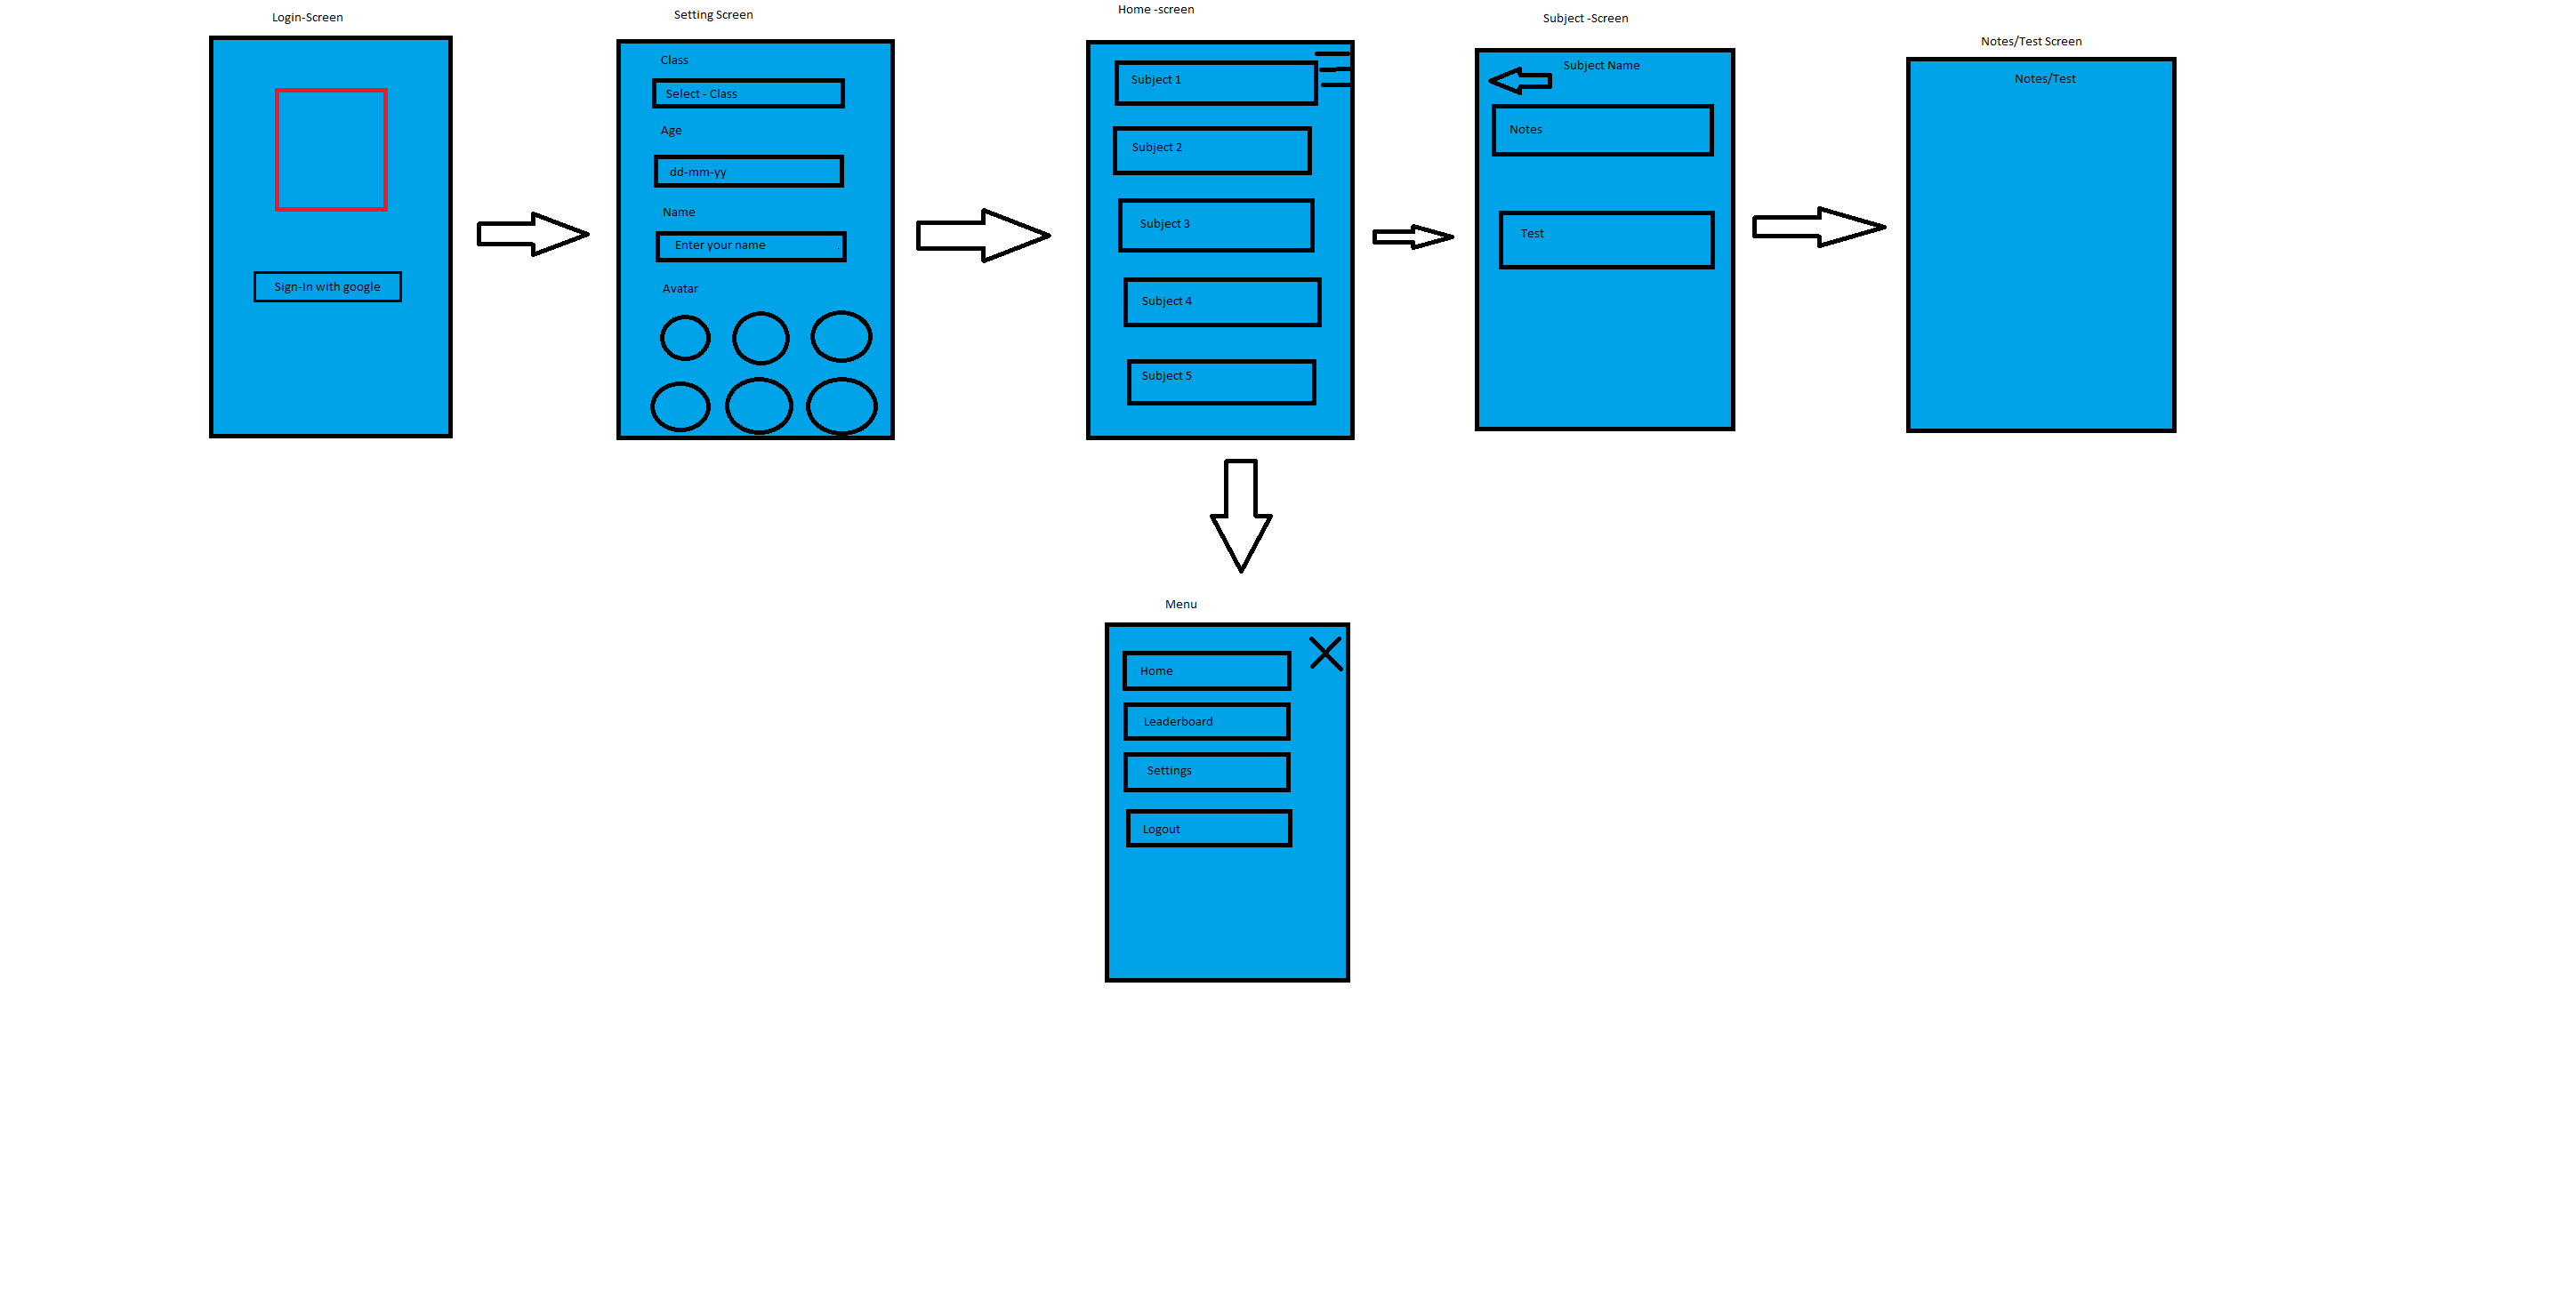 Login-Screen
Sign-In with google
Setting Screen
Class
Select - Class
Age
dd-mm-yy
Name
Enter your name
Avatar
Home -screen
Subject 1
Subject 2
Subject 3
Subject 4
Subject 5
Subject -Screen
Subject Name
Notes
Test
Notes/Test Screen
Notes/Test
Menu
Home
Leaderboard
Settings
Logout